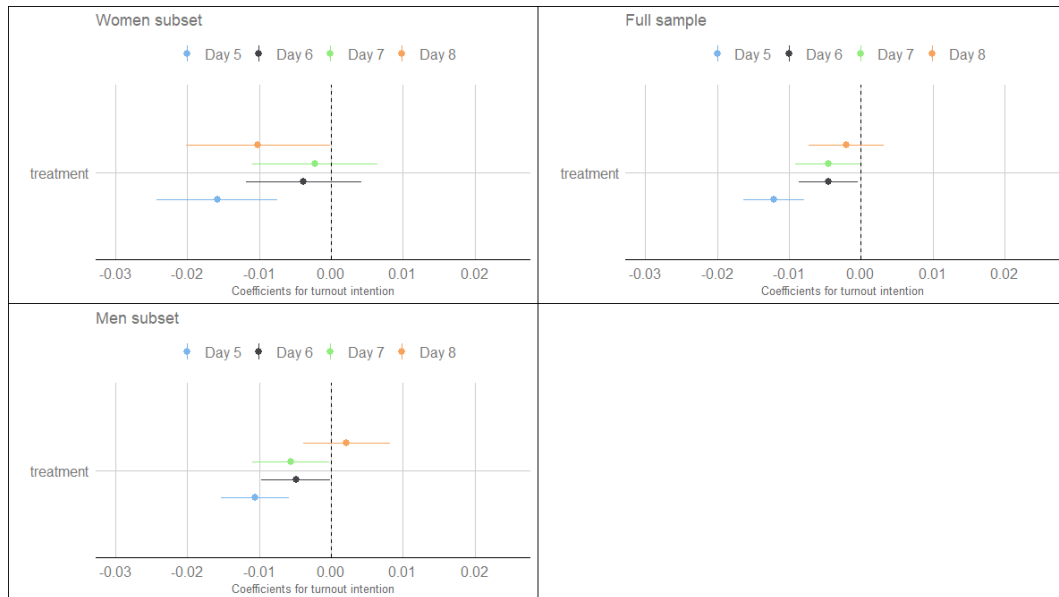 Women subset
Day 5 Day 6 Day 7 Day 8
treatment
-0.03 -0.02 -0.01 0.00 0.01 0.02
Coefficients for turnout intention
Full sample
Day 5 Day 6 Day 7 Day 8
treatment
-0.03 -0.02 -0.01 0.00 0.01 0.02
Coefficients for turnout intention
Men subset
Day 5 Day 6 Day 7 Day 8
treatment
-0.03 -0.02 -0.01 0.00 0.01 0.02
Coefficients for turnout intention